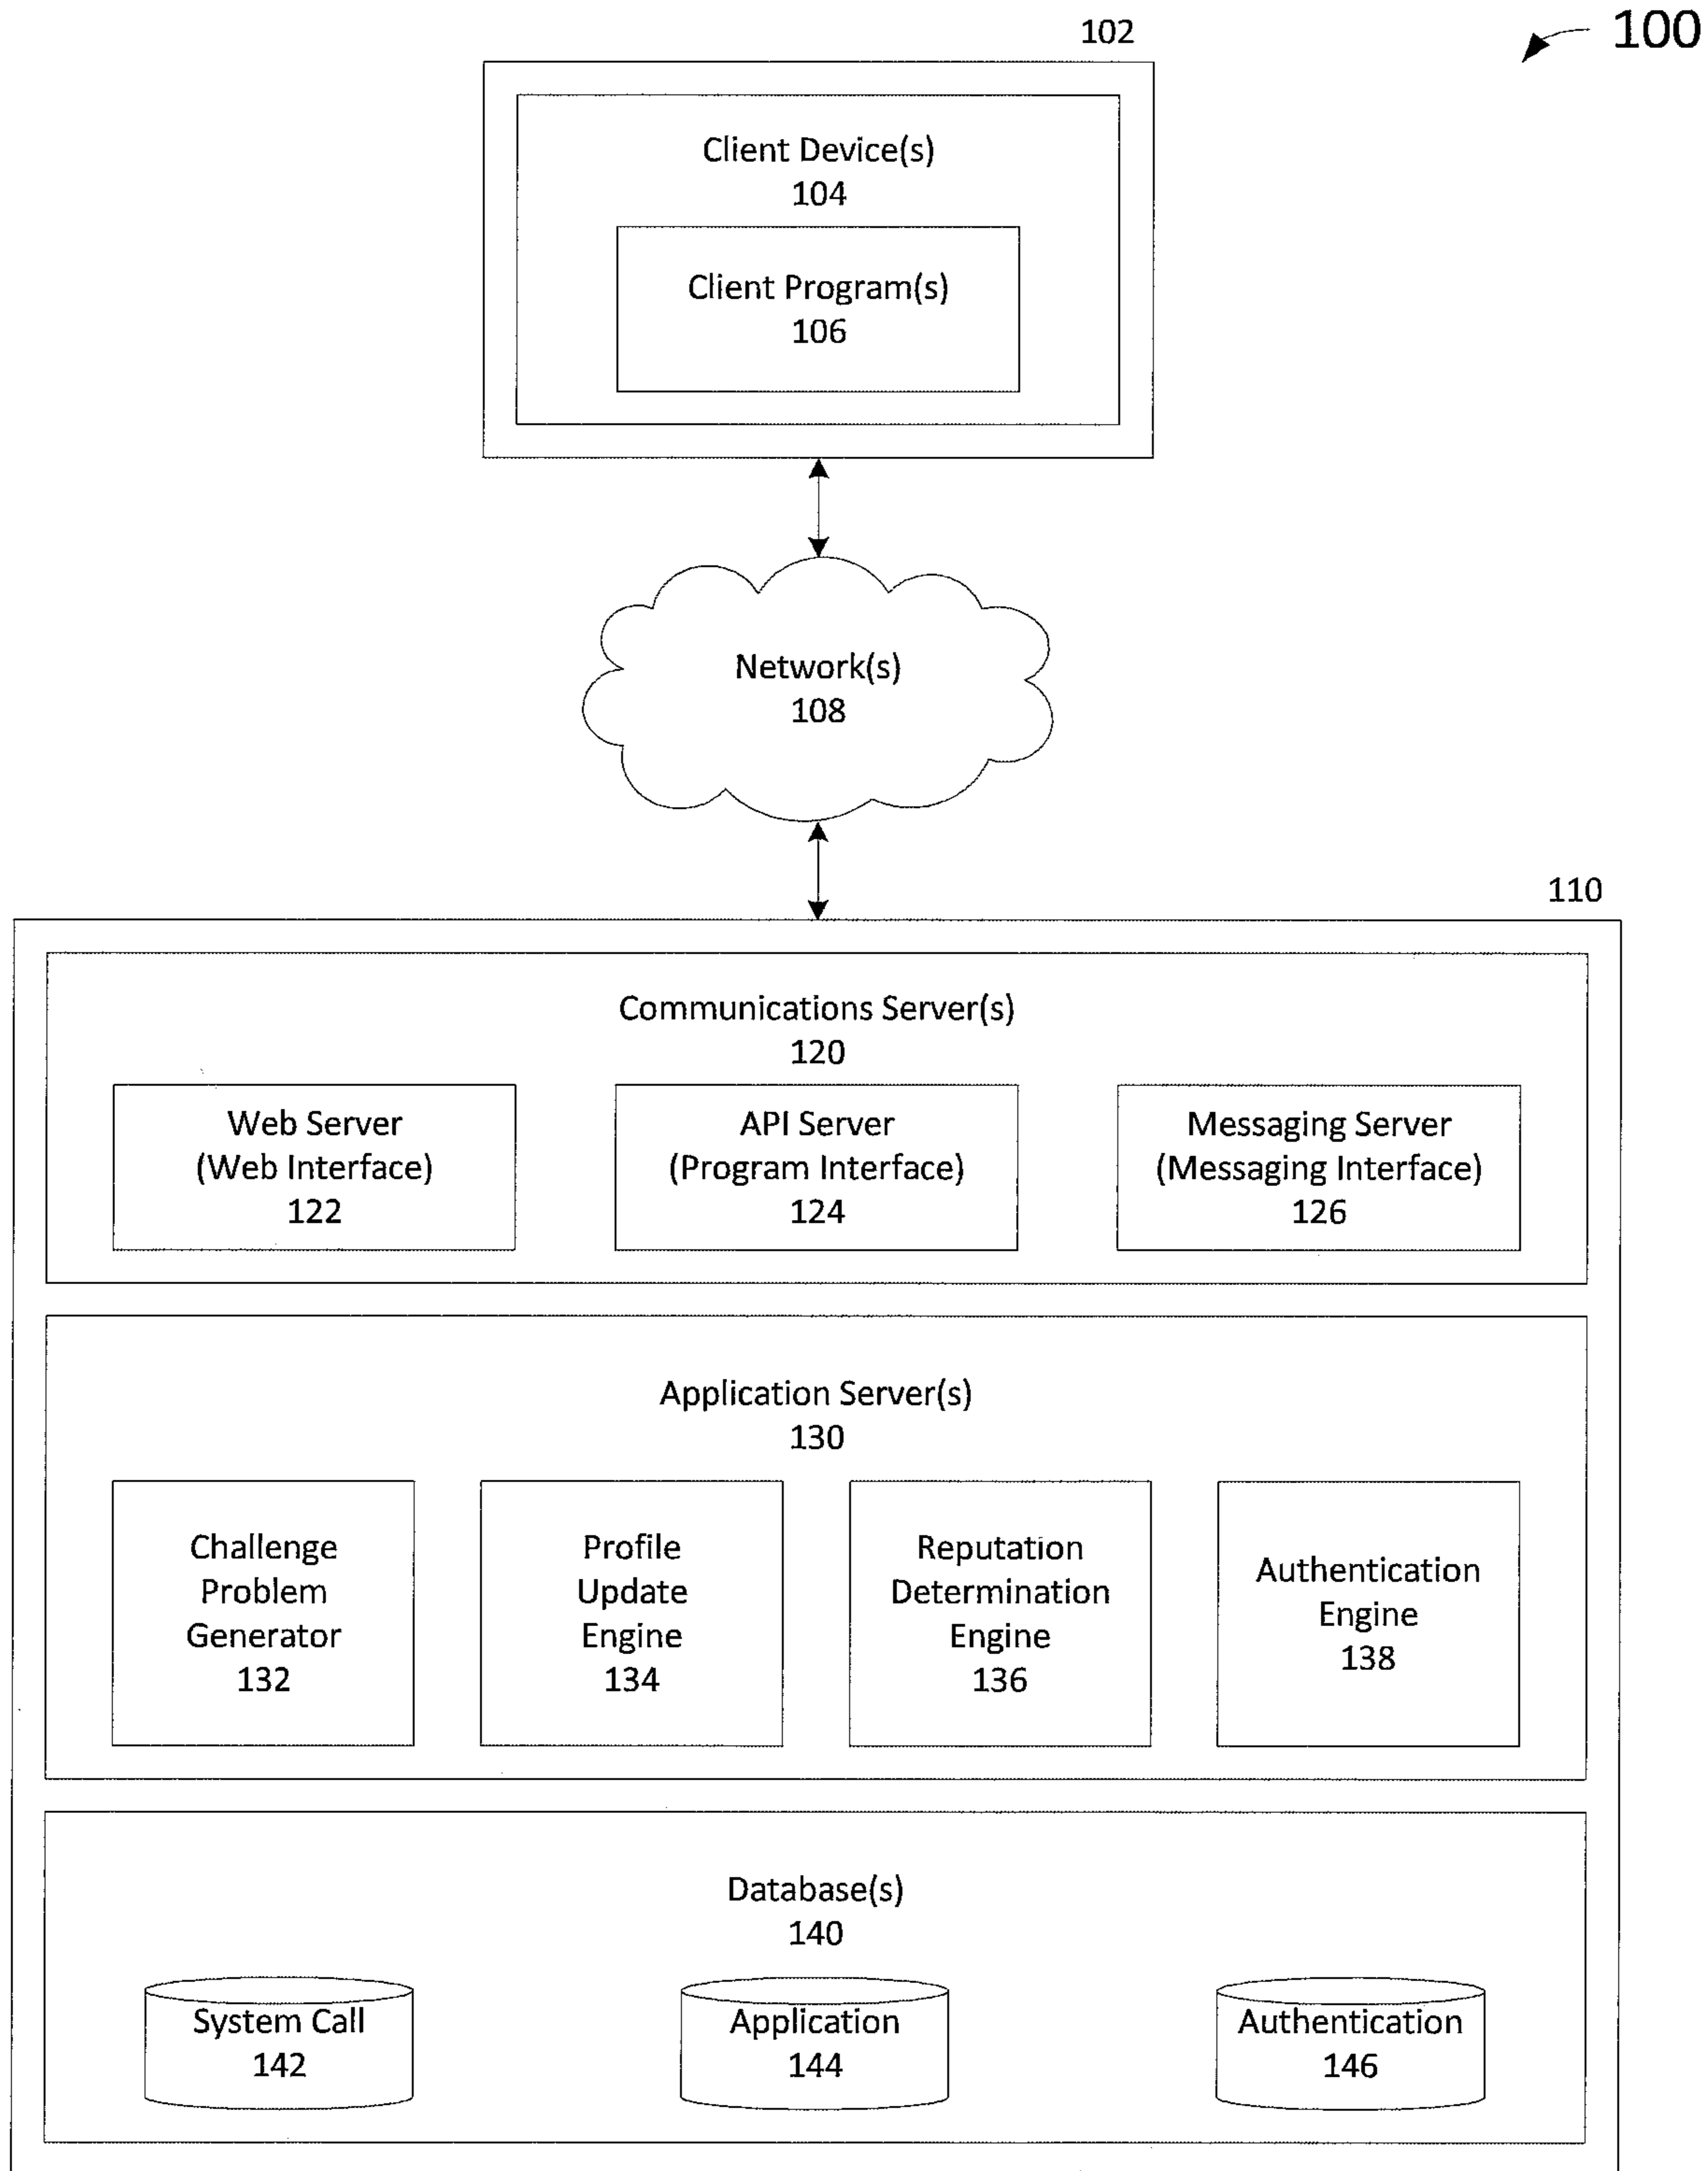 100
102
Client Device(s)
104
Client Program(s)
106
Network(s)
108
110
Communications Server(s)
120
Web Server
(Web Interface)
122
API Server
(Program Interface)
124
Messaging Server
(Messaging Interface)
126
Application Server(s)
130
Challenge
Problem
Generator
132
Profile
Update
Engine
134
Reputation
Determination
Engine
136
Authentication
Engine
138
Database(s)
140
System Call
142
Application
144
Authentication
146